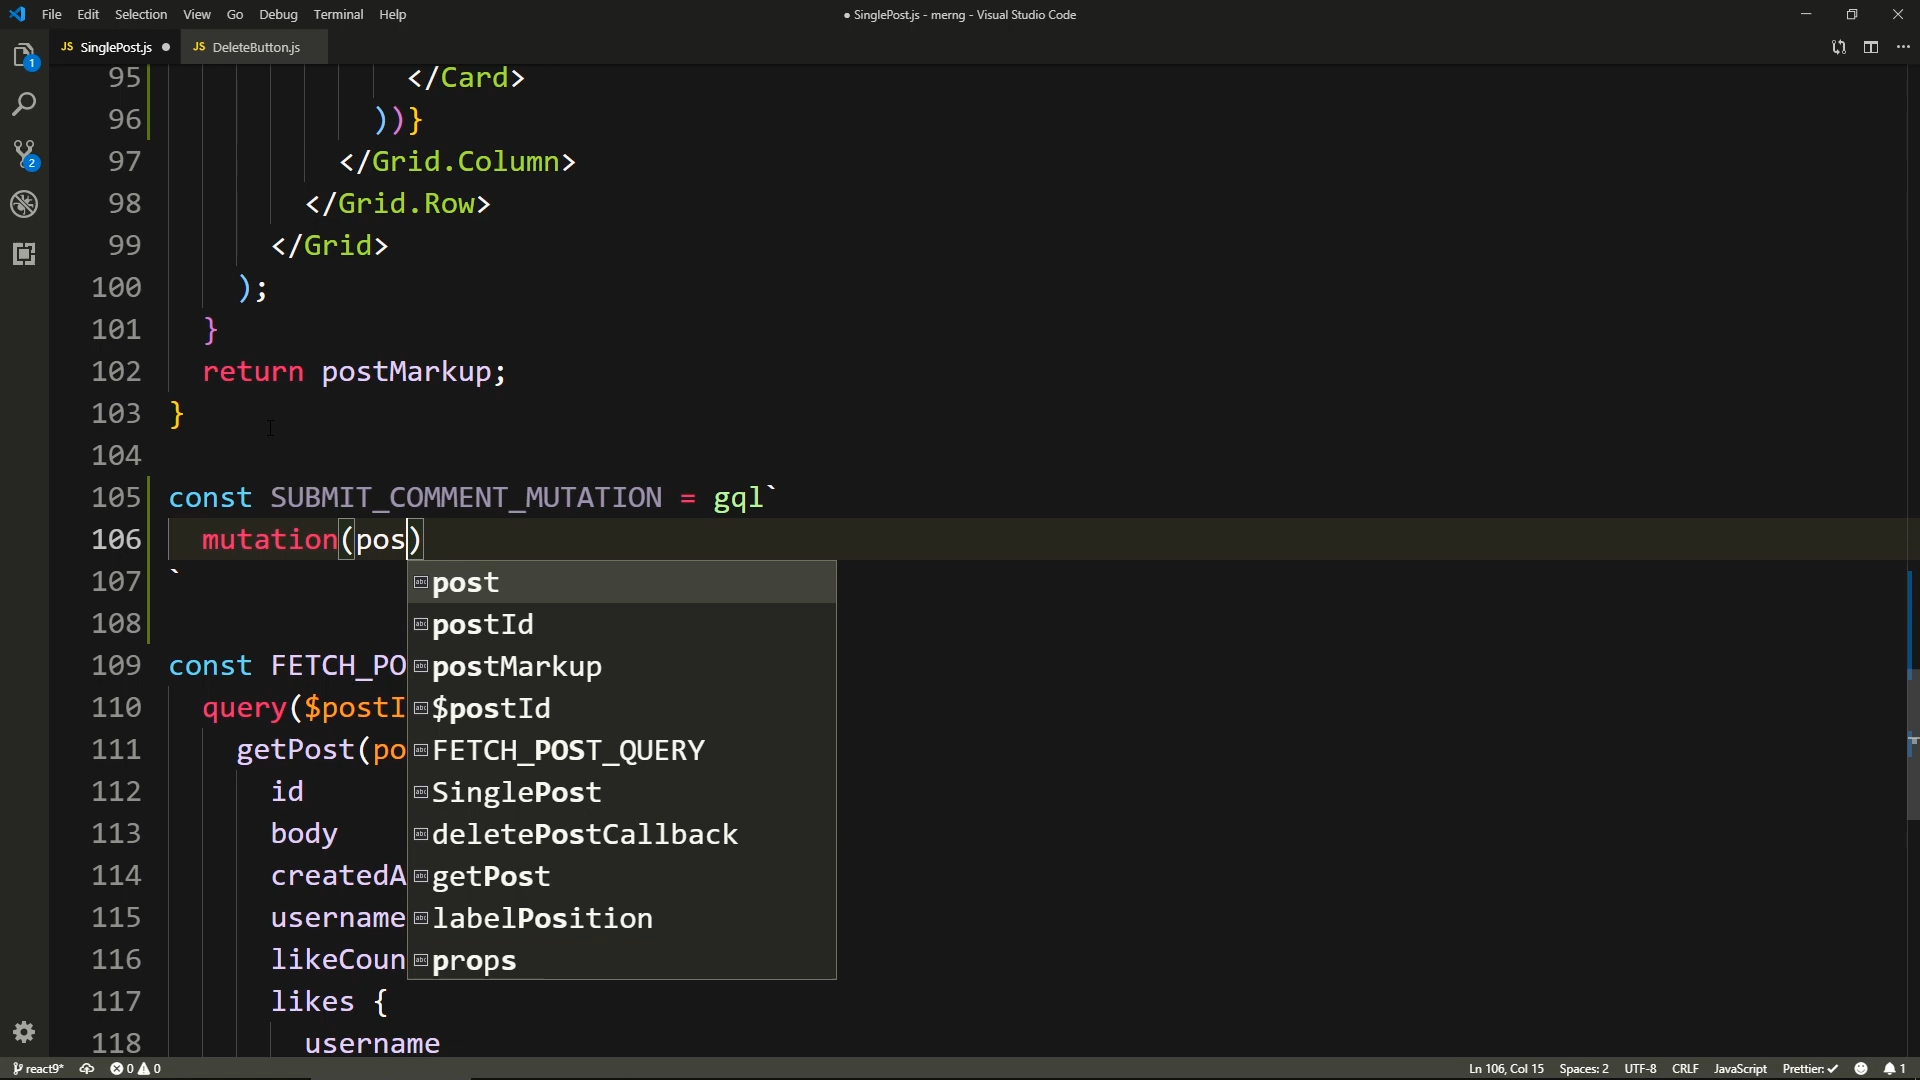 File Edit Selection View Go Debug Terminal Help
● SinglePost.js - merng - Visual Studio Code
JS SinglePost.js ●
JS DeleteButton.js
1
2
95 </Card>
96 ))}
97 </Grid.Column>
98 </Grid.Row>
99 </Grid>
100 );
101 }
102 return postMarkup;
103 }
104
105 const SUBMIT_COMMENT_MUTATION = gql`
106 mutation(pos)
107 `
108
109 const FETCH_PO
110 query($postI
111 getPost(po
112 id
113 body
114 createdA
115 username
116 likeCoun
117 likes {
118 username
post
postId
postMarkup
$postId
FETCH_POST_QUERY
SinglePost
deletePostCallback
getPost
labelPosition
props
react9* 0 0 Ln 106, Col 15 Spaces: 2 UTF-8 CRLF JavaScript Prettier: ✓ 1